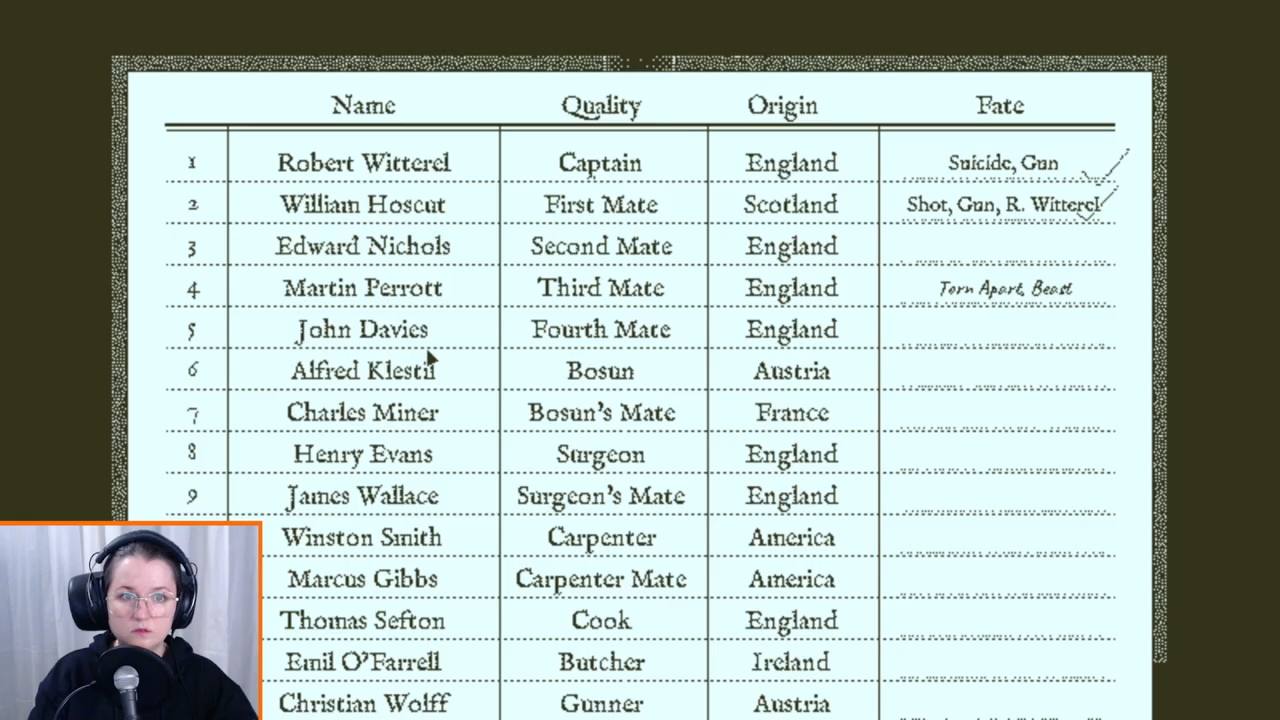 Name Quality Origin Fate
1 Robert Witterel Captain England Suicide, Gun
2 William Hoscut First Mate Scotland Shot, Gun, R. Witterel
3 Edward Nichols Second Mate England
4 Martin Perrott Third Mate England Torn Apart, Beast
5 John Davies Fourth Mate England
6 Alfred Klestil Bosun Austria
7 Charles Miner Bosun's Mate France
8 Henry Evans Surgeon England
9 James Wallace Surgeon's Mate England
Winston Smith Carpenter America
Marcus Gibbs Carpenter Mate America
Thomas Sefton Cook England
Emil O'Farrell Butcher Ireland
Christian Wolff Gunner Austria